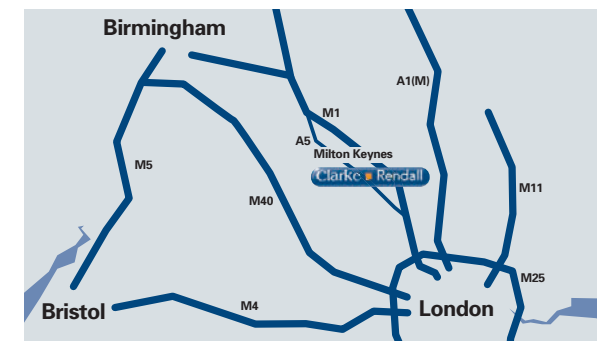 Birmingham
A1(M)
M1
A5
Milton Keynes
Clarke Rendall
M5
M11
M40
M25
M4
Bristol
London